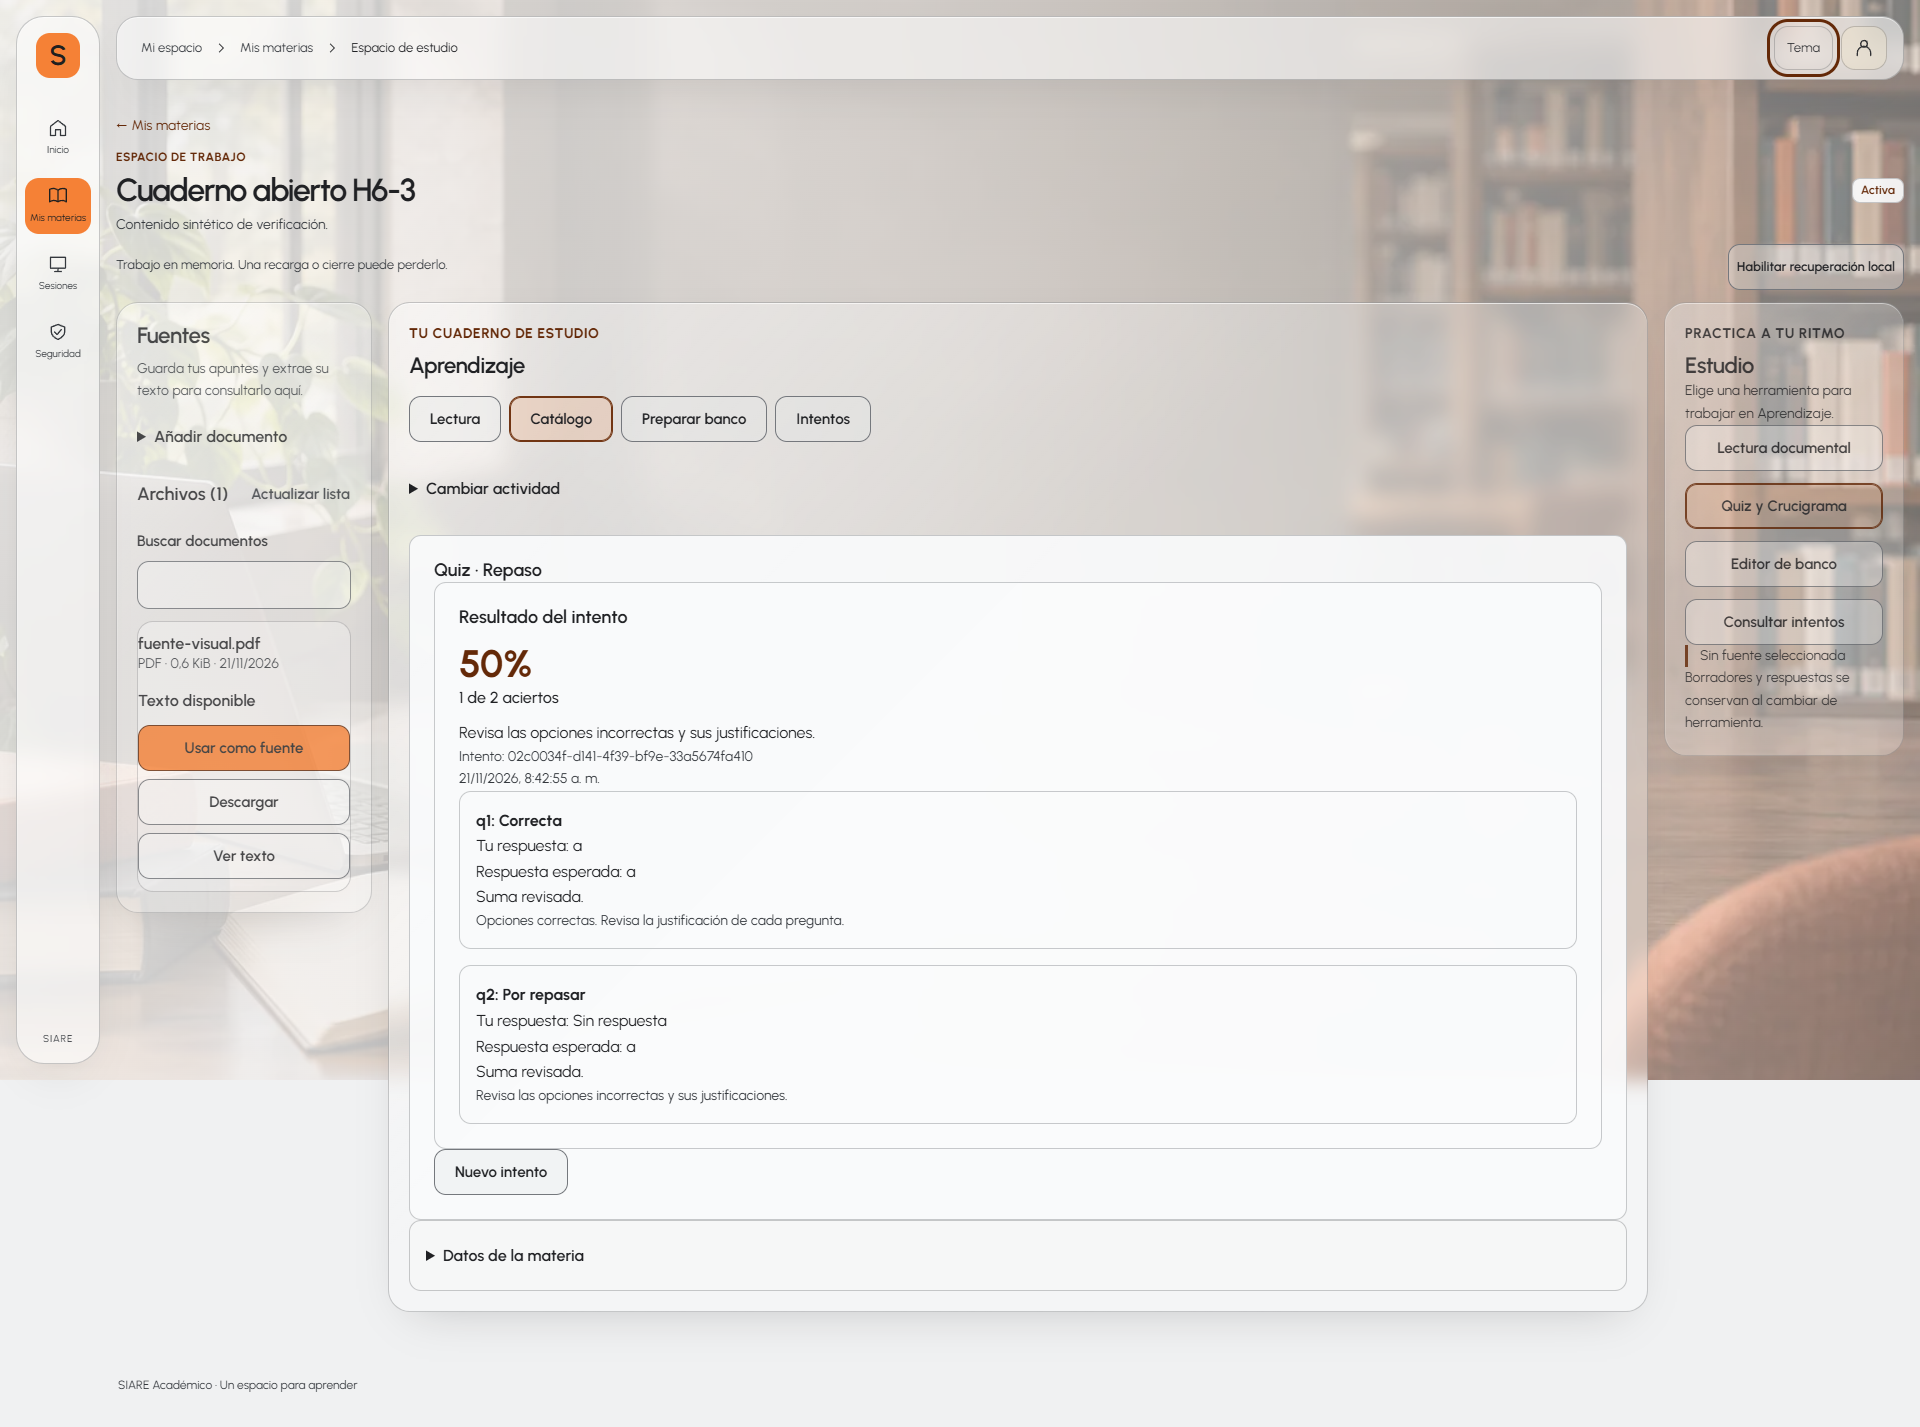 S
Inicio
Mis materias
Sesiones
Seguridad
SIARE
Mi espacio > Mis materias > Espacio de estudio
Tema
← Mis materias
ESPACIO DE TRABAJO
Cuaderno abierto H6-3
Activa
Contenido sintético de verificación.
Trabajo en memoria. Una recarga o cierre puede perderlo.
Habilitar recuperación local
Fuentes
Guarda tus apuntes y extrae su
texto para consultarlo aquí.
Añadir documento
Archivos (1) Actualizar lista
Buscar documentos
fuente-visual.pdf
PDF · 0,6 KiB · 21/11/2026
Texto disponible
Usar como fuente
Descargar
Ver texto
TU CUADERNO DE ESTUDIO
Aprendizaje
Lectura Catálogo Preparar banco Intentos
Cambiar actividad
Quiz · Repaso
Resultado del intento
50%
1 de 2 aciertos
Revisa las opciones incorrectas y sus justificaciones.
Intento: 02c0034f-d141-4f39-bf9e-33a5674fa410
21/11/2026, 8:42:55 a. m.
q1: Correcta
Tu respuesta: a
Respuesta esperada: a
Suma revisada.
Opciones correctas. Revisa la justificación de cada pregunta.
q2: Por repasar
Tu respuesta: Sin respuesta
Respuesta esperada: a
Suma revisada.
Revisa las opciones incorrectas y sus justificaciones.
Nuevo intento
Datos de la materia
PRACTICA A TU RITMO
Estudio
Elige una herramienta para
trabajar en Aprendizaje.
Lectura documental
Quiz y Crucigrama
Editor de banco
Consultar intentos
Sin fuente seleccionada
Borradores y respuestas se
conservan al cambiar de
herramienta.
SIARE Académico · Un espacio para aprender